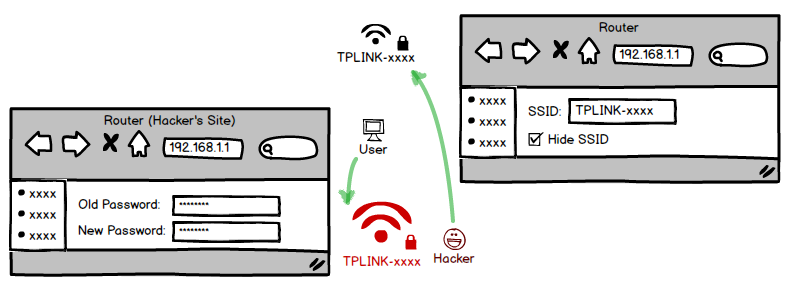 TPLINK-xxxx
Router
192.168.1.1
xxxx
xxxx
xxxx
SSID: TPLINK-xxxx
Hide SSID
Router (Hacker's Site)
192.168.1.1
xxxx
xxxx
xxxx
Old Password: ********
New Password: ********
User
TPLINK-xxxx
Hacker